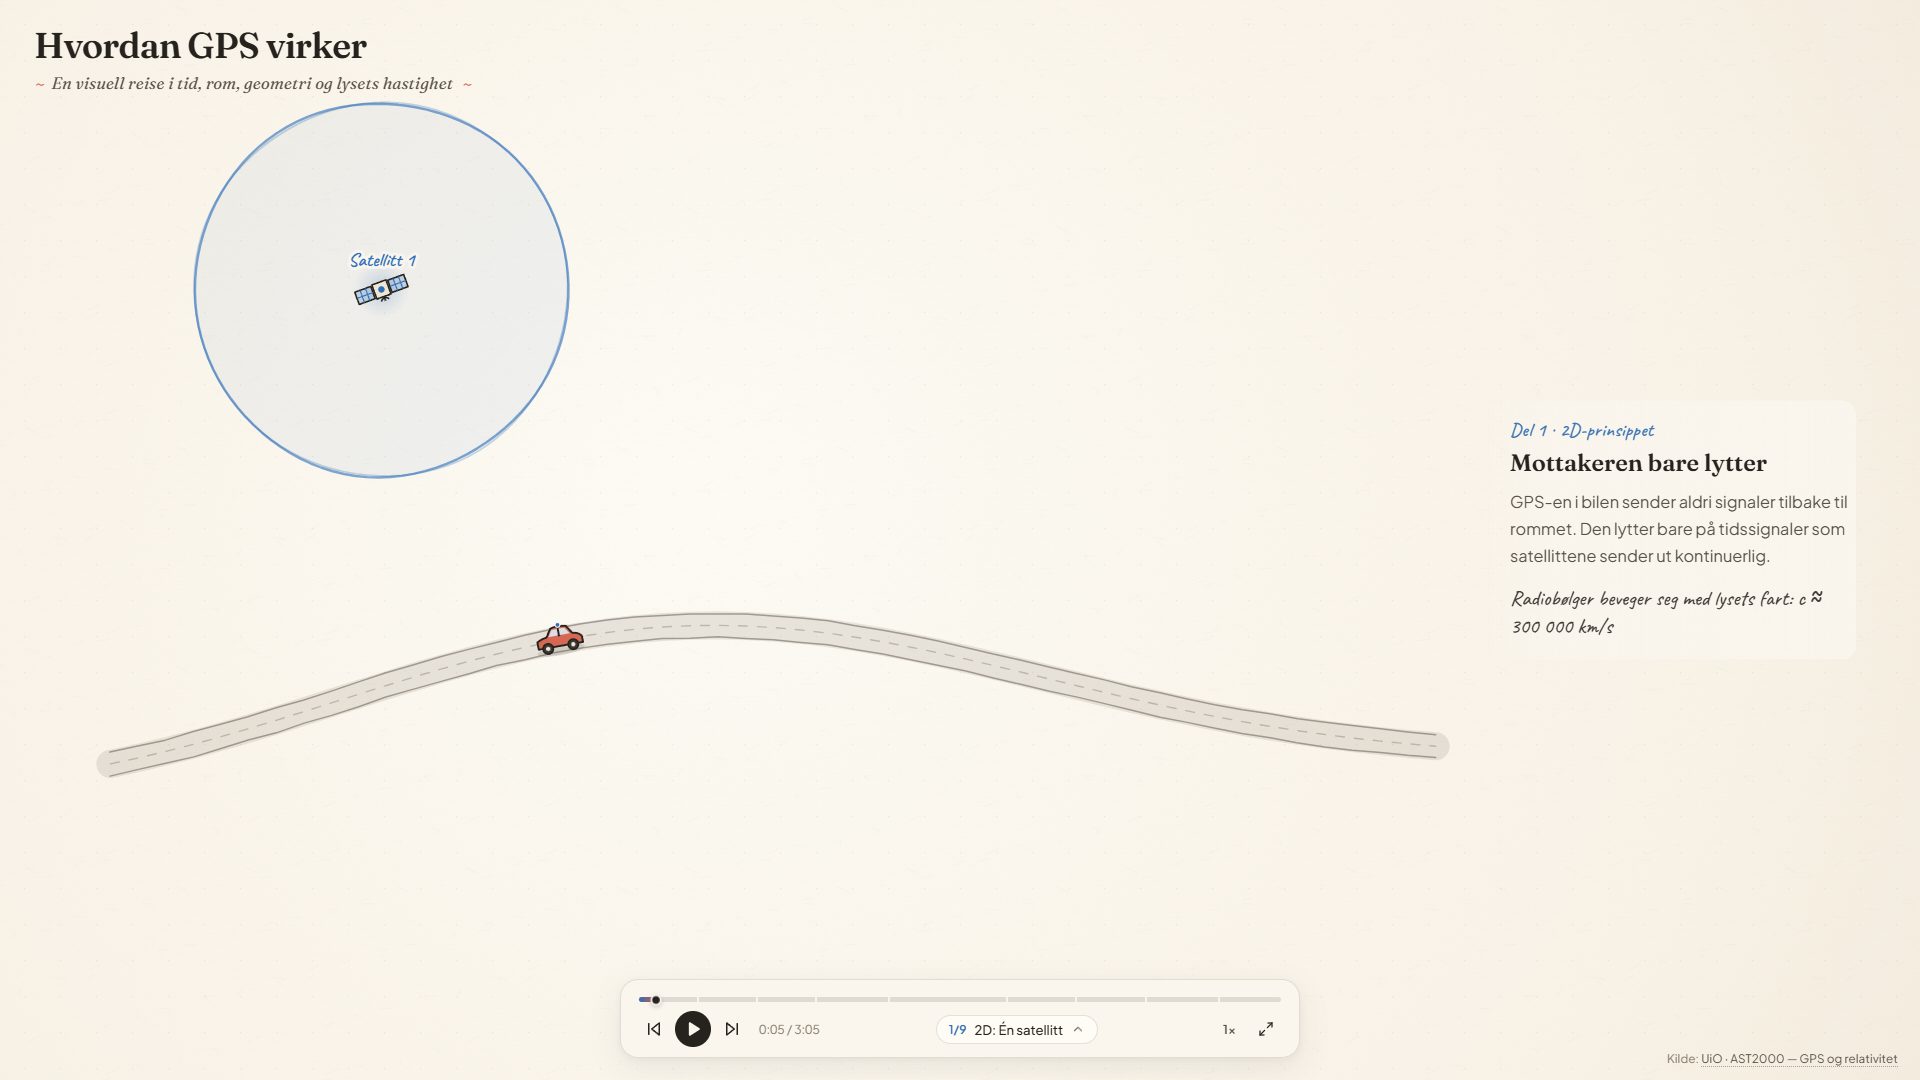 Hvordan GPS virker
~ En visuell reise i tid, rom, geometri og lysets hastighet ~
Satellitt 1
Del 1 · 2D-prinsippet
Mottakeren bare lytter
GPS-en i bilen sender aldri signaler tilbake til
rommet. Den lytter bare på tidssignaler som
satellittene sender ut kontinuerlig.
Radiobølger beveger seg med lysets fart: c ≈
300 000 km/s
0:05 / 3:05
1/9 2D: Én satellitt
1×
Kilde: UiO · AST2000 — GPS og relativitet